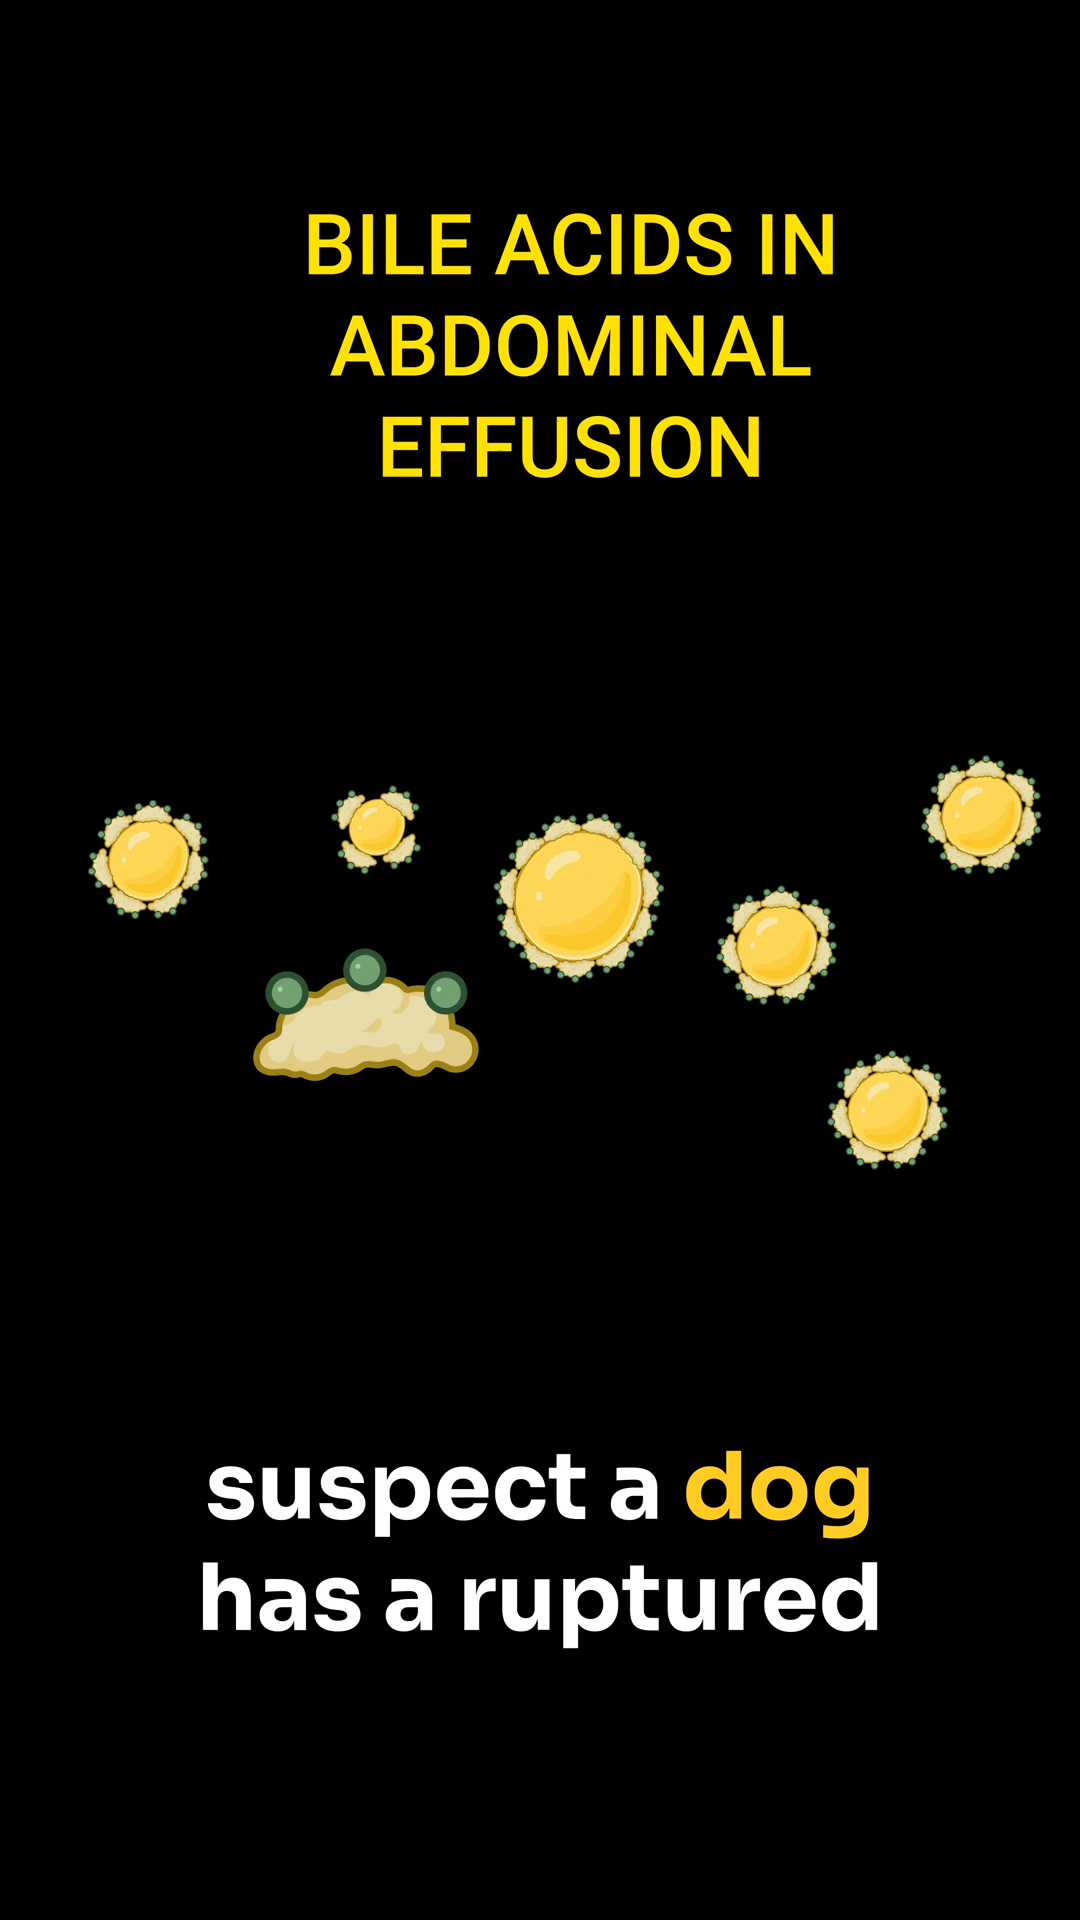 BILE ACIDS IN
ABDOMINAL
EFFUSION
suspect a dog
has a ruptured